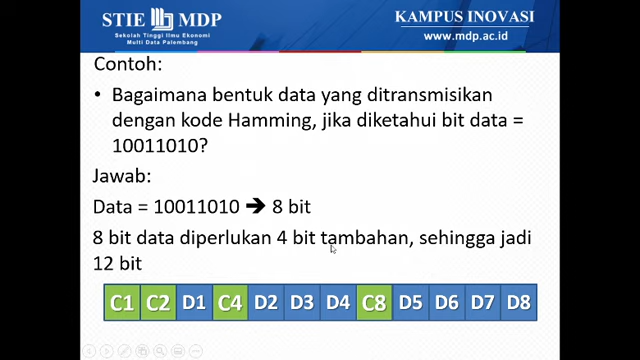 STIE MDP
Sekolah Tinggi Ilmu Ekonomi
Multi Data Palembang
KAMPUS INOVASI
www.mdp.ac.id
Contoh:
• Bagaimana bentuk data yang ditransmisikan
dengan kode Hamming, jika diketahui bit data =
10011010?
Jawab:
Data = 10011010 ➔ 8 bit
8 bit data diperlukan 4 bit tambahan, sehingga jadi
12 bit
C1 C2 D1 C4 D2 D3 D4 C8 D5 D6 D7 D8